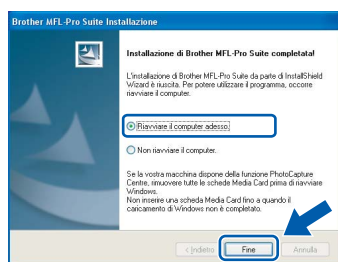 Brother MFL-Pro Suite Installazione
Installazione di Brother MFL-Pro Suite completata!
L'installazione di Brother MFL-Pro Suite da parte di InstallShield
Wizard è riuscita. Per potere utilizzare il programma, occorre
riavviare il computer.
Riavviare il computer adesso.
Non riavviare il computer.
Se la vostra macchina dispone della funzione PhotoCapture
Centre, rimuovere tutte le schede Media Card prima di riavviare
Windows.
Non inserire una scheda Media Card fino a quando il
caricamento di Windows non è completato.
< Indietro
Fine
Annulla